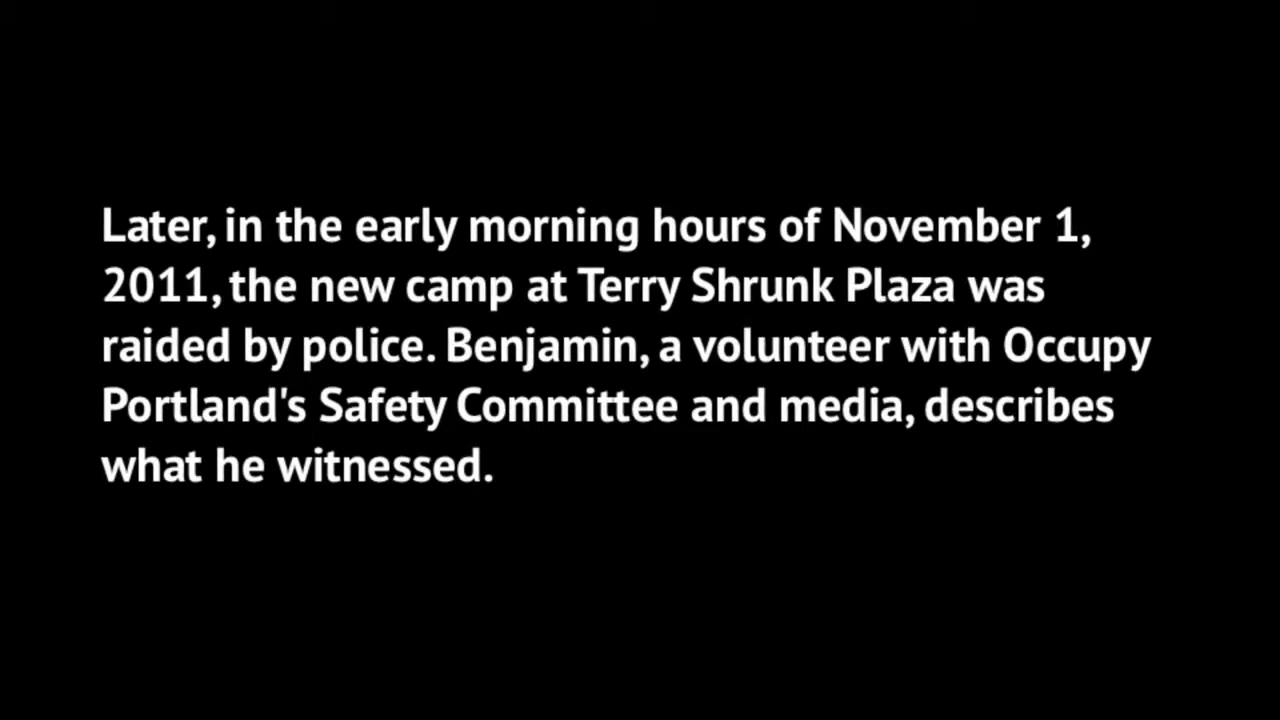 Later, in the early morning hours of November 1,
2011, the new camp at Terry Shrunk Plaza was
raided by police. Benjamin, a volunteer with Occupy
Portland's Safety Committee and media, describes
what he witnessed.